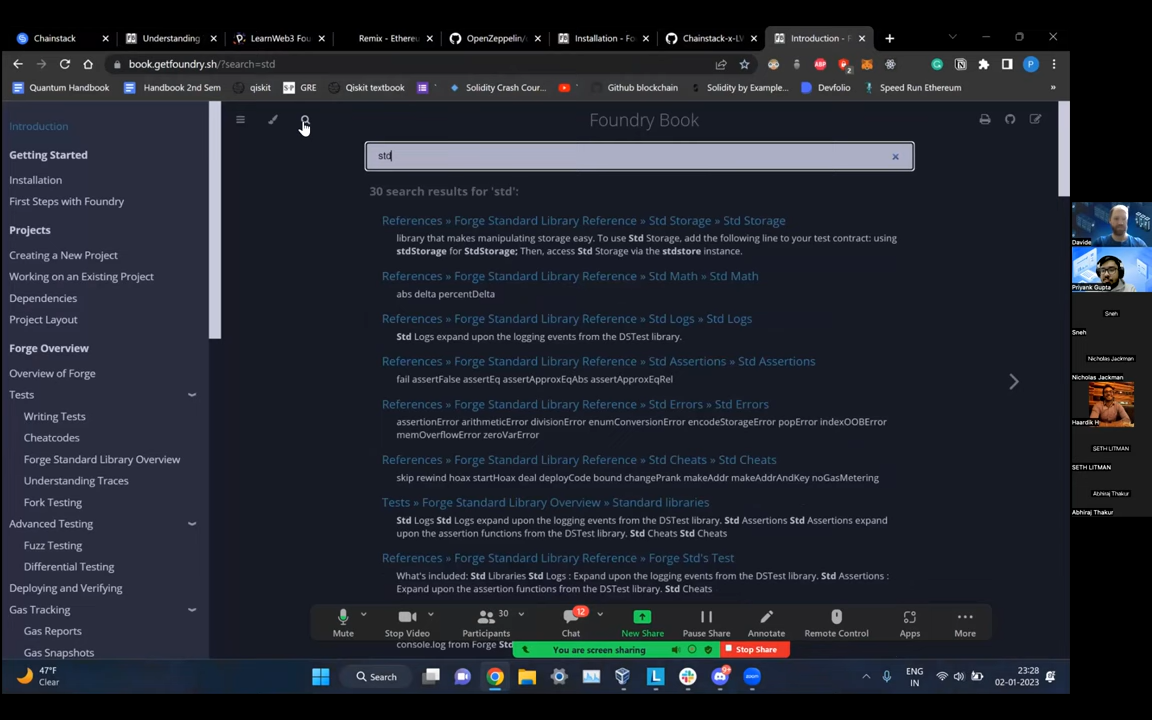 Chainstack
Understanding
LearnWeb3 Fou
Remix - Ethere
OpenZeppelin/
Installation - Fo
Chainstack-x-LW
Introduction - F
book.getfoundry.sh/?search=std
Quantum Handbook
Handbook 2nd Sem
qiskit
GRE
Qiskit textbook
Solidity Crash Cour...
Github blockchain
Solidity by Example...
Devfolio
Speed Run Ethereum
Introduction
Getting Started
Installation
First Steps with Foundry
Projects
Creating a New Project
Working on an Existing Project
Dependencies
Project Layout
Forge Overview
Overview of Forge
Tests
Writing Tests
Cheatcodes
Forge Standard Library Overview
Understanding Traces
Fork Testing
Advanced Testing
Fuzz Testing
Differential Testing
Deploying and Verifying
Gas Tracking
Gas Reports
Gas Snapshots
Foundry Book
std
30 search results for 'std':
References » Forge Standard Library Reference » Std Storage » Std Storage
library that makes manipulating storage easy. To use Std Storage, add the following line to your test contract: using
stdStorage for StdStorage; Then, access Std Storage via the stdstore instance.
References » Forge Standard Library Reference » Std Math » Std Math
abs delta percentDelta
References » Forge Standard Library Reference » Std Logs » Std Logs
Std Logs expand upon the logging events from the DSTest library.
References » Forge Standard Library Reference » Std Assertions » Std Assertions
fail assertFalse assertEq assertApproxEqAbs assertApproxEqRel
References » Forge Standard Library Reference » Std Errors » Std Errors
assertionError arithmeticError divisionError enumConversionError encodeStorageError popError indexOOBError
memOverflowError zeroVarError
References » Forge Standard Library Reference » Std Cheats » Std Cheats
skip rewind hoax startHoax deal deployCode bound changePrank makeAddr makeAddrAndKey noGasMetering
Tests » Forge Standard Library Overview » Standard libraries
Std Logs Std Logs expand upon the logging events from the DSTest library. Std Assertions Std Assertions expand
upon the assertion functions from the DSTest library. Std Cheats Std Cheats
References » Forge Standard Library Reference » Forge Std's Test
What's included: Std Libraries Std Logs : Expand upon the logging events from the DSTest library. Std Assertions :
Expand upon the assertion functions from the DSTest library. Std Cheats
console.log from Forge Std
Mute
Stop Video
30
Participants
12
Chat
New Share
Pause Share
Annotate
Remote Control
Apps
More
You are screen sharing
Stop Share
Davide
Priyank Gupta
Sneh
Sneh
Nicholas Jackman
Nicholas Jackman
Haardik H
SETH LITMAN
SETH LITMAN
Abhiraj Thakur
Abhiraj Thakur
47°F
Clear
Search
ENG
IN
23:28
02-01-2023